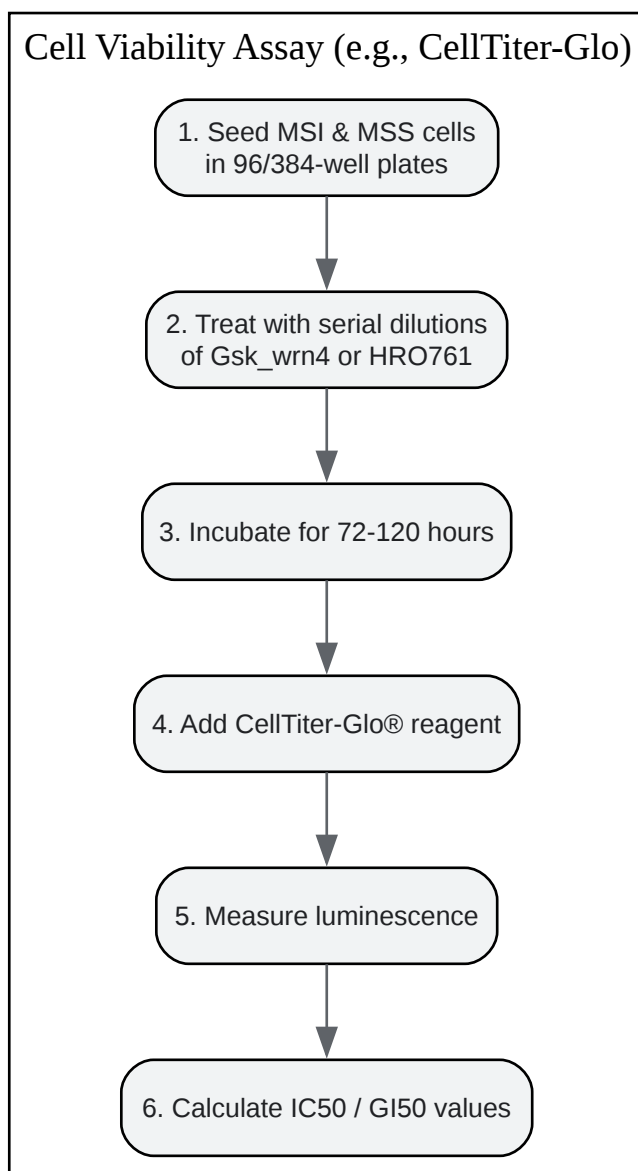 Cell Viability Assay (e.g., CellTiter-Glo)
1. Seed MSI & MSS cells
in 96/384-well plates
2. Treat with serial dilutions
of Gsk_wrn4 or HRO761
3. Incubate for 72-120 hours
4. Add CellTiter-Glo® reagent
5. Measure luminescence
6. Calculate IC50 / GI50 values